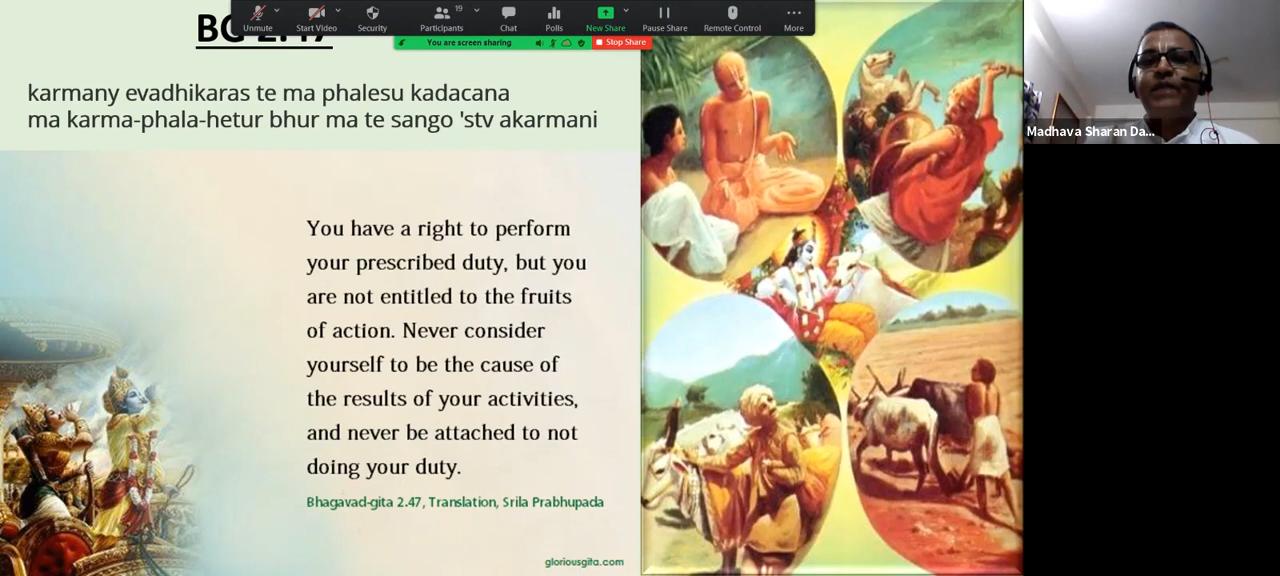 BG 2.47
Unmute
Start Video
Security
Participants
19
Chat
Polls
New Share
Pause Share
Remote Control
More
You are screen sharing
Stop Share
karmany evadhikaras te ma phalesu kadacana
ma karma-phala-hetur bhur ma te sango 'stv akarmani
You have a right to perform
your prescribed duty, but you
are not entitled to the fruits
of action. Never consider
yourself to be the cause of
the results of your activities,
and never be attached to not
doing your duty.
Bhagavad-gita 2.47, Translation, Srila Prabhupada
gloriousgita.com
Madhava Sharan Da...